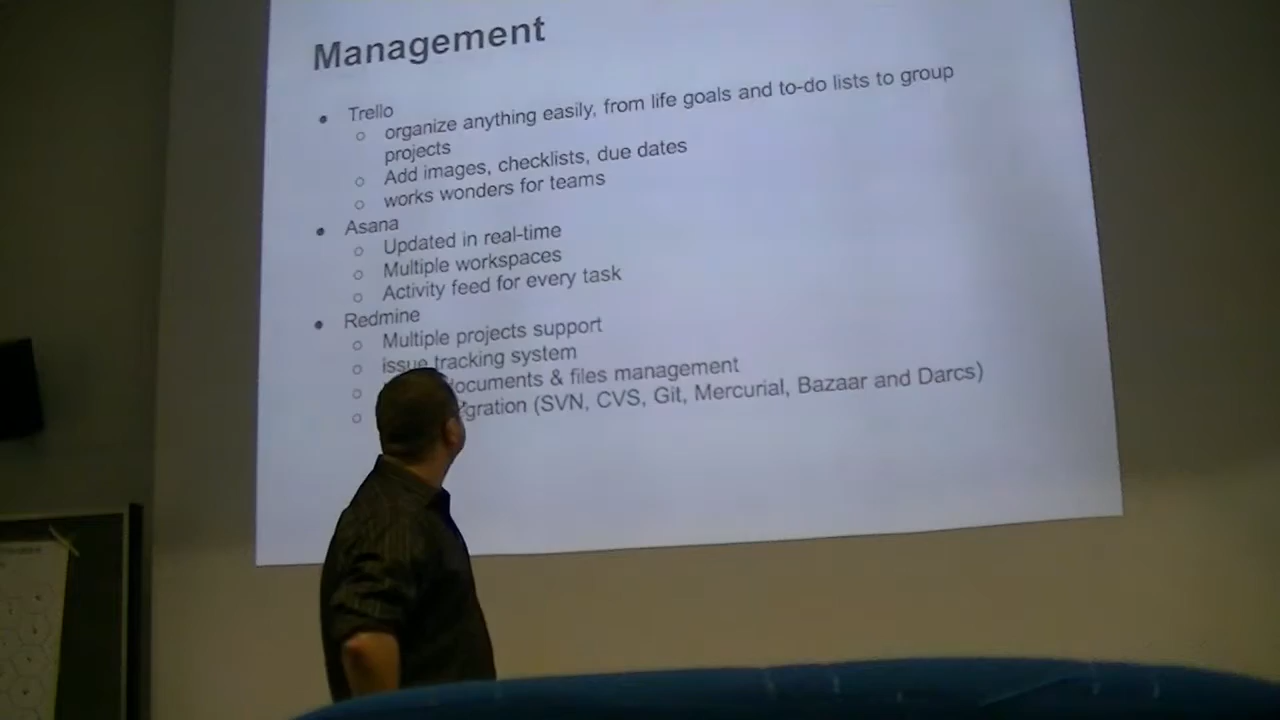 Management
Trello
organize anything easily, from life goals and to-do lists to group
projects
Add images, checklists, due dates
works wonders for teams
Asana
Updated in real-time
Multiple workspaces
Activity feed for every task
Redmine
Multiple projects support
issue tracking system
documents & files management
(SVN, CVS, Git, Mercurial, Bazaar and Darcs)